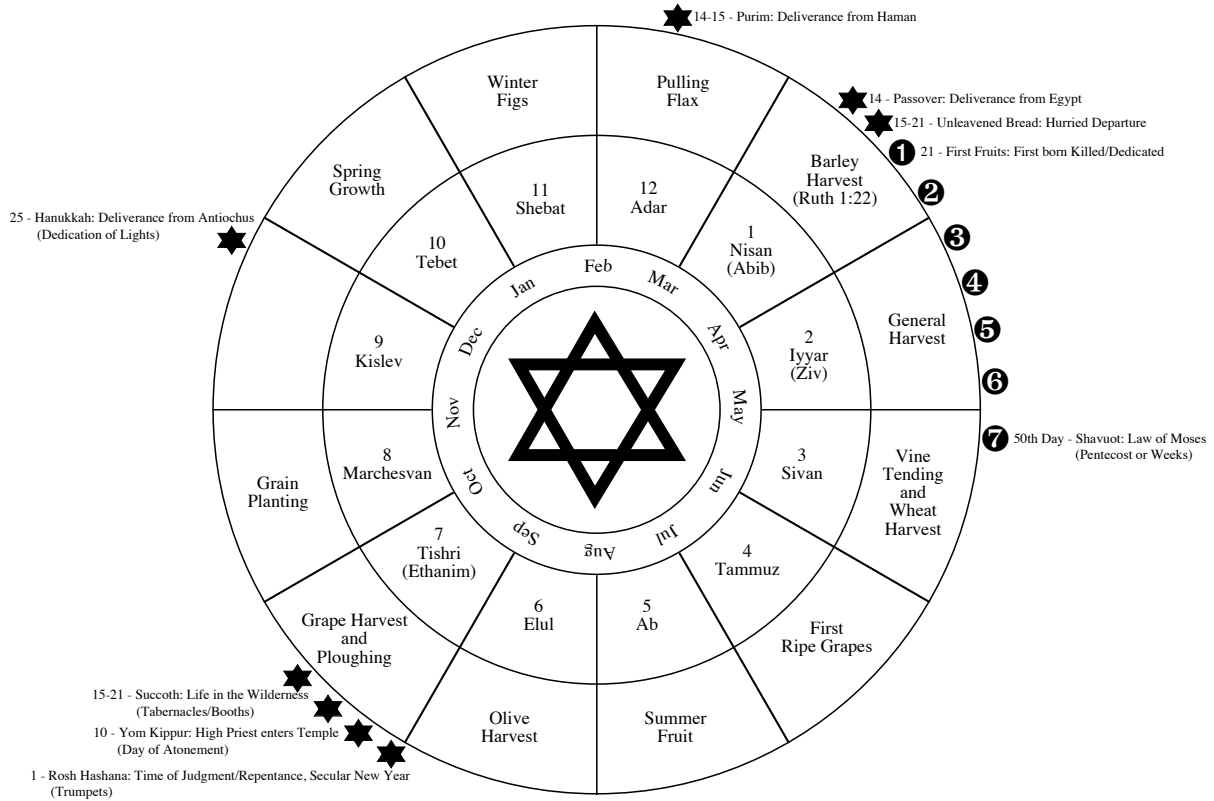 14-15 - Purim: Deliverance from Haman
14 - Passover: Deliverance from Egypt
15-21 - Unleavened Bread: Hurried Departure
1 21 - First Fruits: First born Killed/Dedicated
2
3
4
5
6
7 50th Day - Shavuot: Law of Moses
(Pentecost or Weeks)
25 - Hanukkah: Deliverance from Antiochus
(Dedication of Lights)
15-21 - Succoth: Life in the Wilderness
(Tabernacles/Booths)
10 - Yom Kippur: High Priest enters Temple
(Day of Atonement)
1 - Rosh Hashana: Time of Judgment/Repentance, Secular New Year
(Trumpets)
Winter
Figs
Pulling
Flax
Barley
Harvest
(Ruth 1:22)
General
Harvest
Vine
Tending
and
Wheat
Harvest
First
Ripe Grapes
Summer
Fruit
Olive
Harvest
Grape Harvest
and
Ploughing
Grain
Planting
Spring
Growth
11
Shebat
12
Adar
1
Nisan
(Abib)
2
Iyyar
(Ziv)
3
Sivan
4
Tammuz
5
Ab
6
Elul
7
Tishri
(Ethanim)
8
Marchesvan
9
Kislev
10
Tebet
Jan
Feb
Mar
Apr
May
Jun
Jul
Aug
Sep
Oct
Nov
Dec